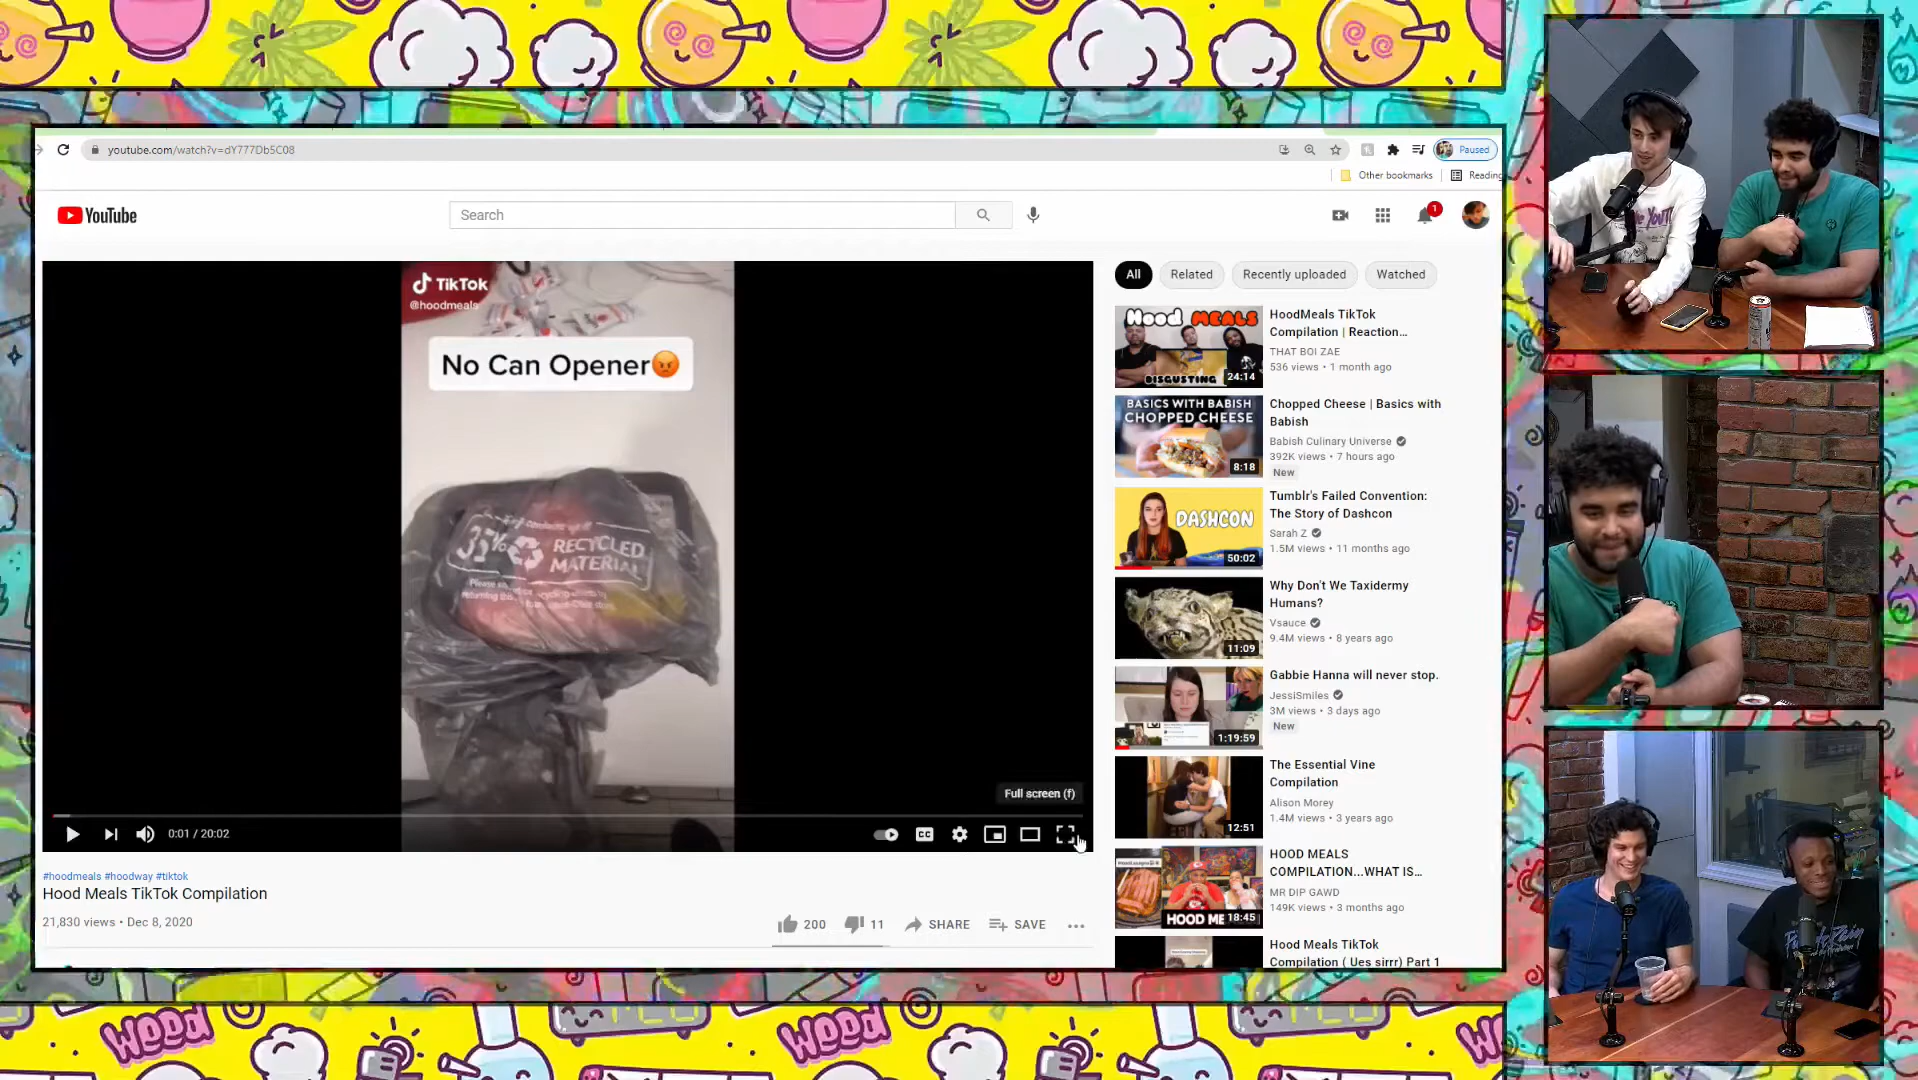 youtube.com/watch?v=dY777Db5C08
Paused
Other bookmarks
Reading
YouTube
Search
1
TikTok
@hoodmeals
No Can Opener😡
35% RECYCLED
MATERIAL
Full screen (f)
0:01 / 20:02
CC
#hoodmeals #hoodway #tiktok
Hood Meals TikTok Compilation
21,830 views • Dec 8, 2020
200
11
SHARE
SAVE
All
Related
Recently uploaded
Watched
Hood MEALS
DISGUSTING
24:14
HoodMeals TikTok
Compilation | Reaction...
THAT BOI ZAE
536 views • 1 month ago
BASICS WITH BABISH
CHOPPED CHEESE
8:18
Chopped Cheese | Basics with
Babish
Babish Culinary Universe
392K views • 7 hours ago
New
DASHCON
50:02
Tumblr's Failed Convention:
The Story of Dashcon
Sarah Z
1.5M views • 11 months ago
11:09
Why Don't We Taxidermy
Humans?
Vsauce
9.4M views • 8 years ago
1:19:59
Gabbie Hanna will never stop.
JessiSmiles
3M views • 3 days ago
New
12:51
The Essential Vine
Compilation
Alison Morey
1.4M views • 3 years ago
HOOD ME
18:45
HOOD MEALS
COMPILATION...WHAT IS...
MR DIP GAWD
149K views • 3 months ago
Hood Meals TikTok
Compilation ( Ues sirrr) Part 1
Weed
Weed